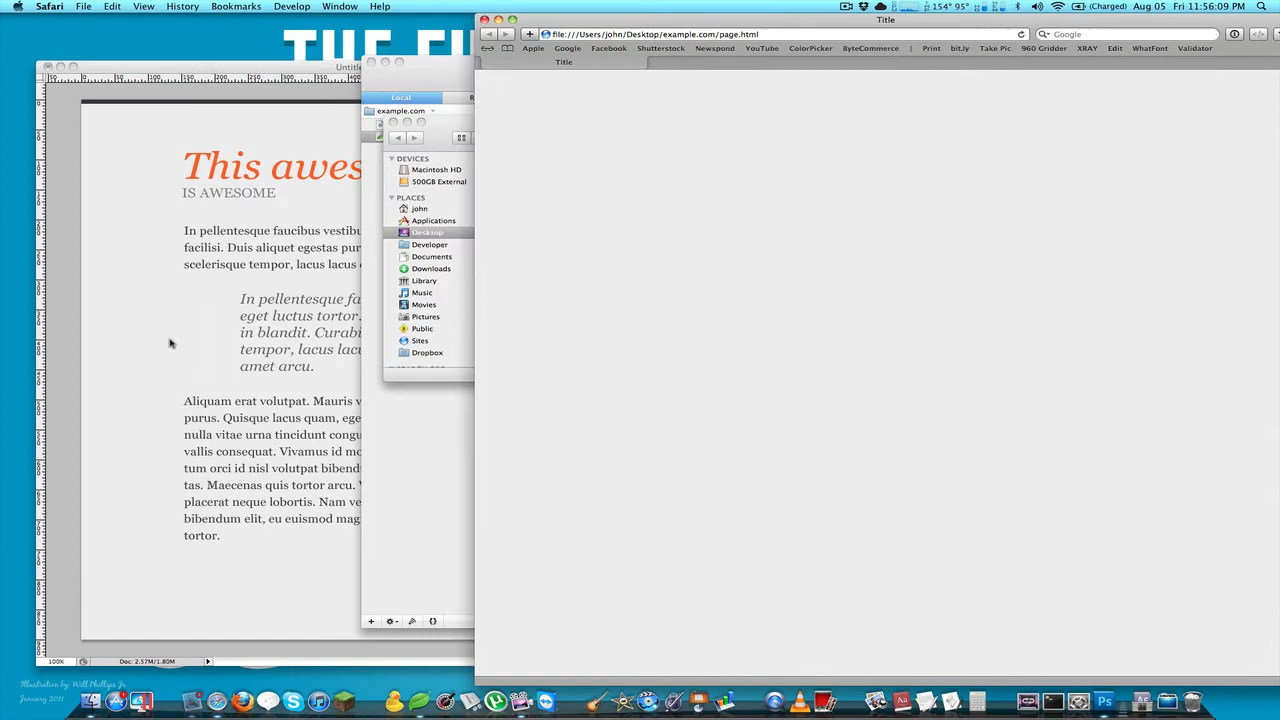 Safari File Edit View History Bookmarks Develop Window Help
154° 95° (Charged) Aug 05 Fri 11:56:09 PM
Title
file:///Users/john/Desktop/example.com/page.html
Google
Apple Google Facebook Shutterstock Newspond YouTube ColorPicker ByteCommerce Print bit.ly Take Pic 960 Gridder XRAY Edit WhatFont Validator
Title
Local
example.com
DEVICES
Macintosh HD
500GB External
PLACES
john
Applications
Desktop
Developer
Documents
Downloads
Library
Music
Movies
Pictures
Public
Sites
Dropbox
This awes
IS AWESOME
In pellentesque faucibus vestibu
facilisi. Duis aliquet egestas pur
scelerisque tempor, lacus lacus
In pellentesque fa
eget luctus tortor.
in blandit. Curabi
tempor, lacus lacu
amet arcu.
Aliquam erat volutpat. Mauris v
purus. Quisque lacus quam, ege
nulla vitae urna tincidunt congu
vallis consequat. Vivamus id mo
tum orci id nisl volutpat bibend
tas. Maecenas quis tortor arcu. V
placerat neque lobortis. Nam ve
bibendum elit, eu euismod mag
tortor.
100% Doc: 2.57M/1.80M
Illustration by: Will Phillips Jr.
January 2011